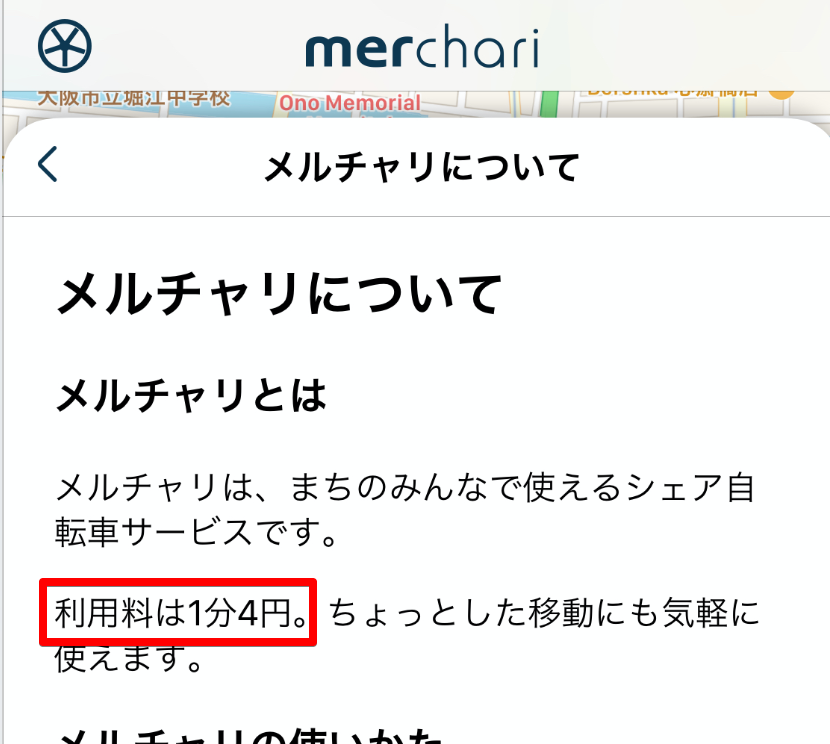 merchari
大阪市立堀江中学校
Ono Memorial
メルチャリについて
メルチャリについて
メルチャリとは
メルチャリは、まちのみんなで使えるシェア自
転車サービスです。
利用料は1分4円。ちょっとした移動にも気軽に
使えます。
メルチャリの使いかた